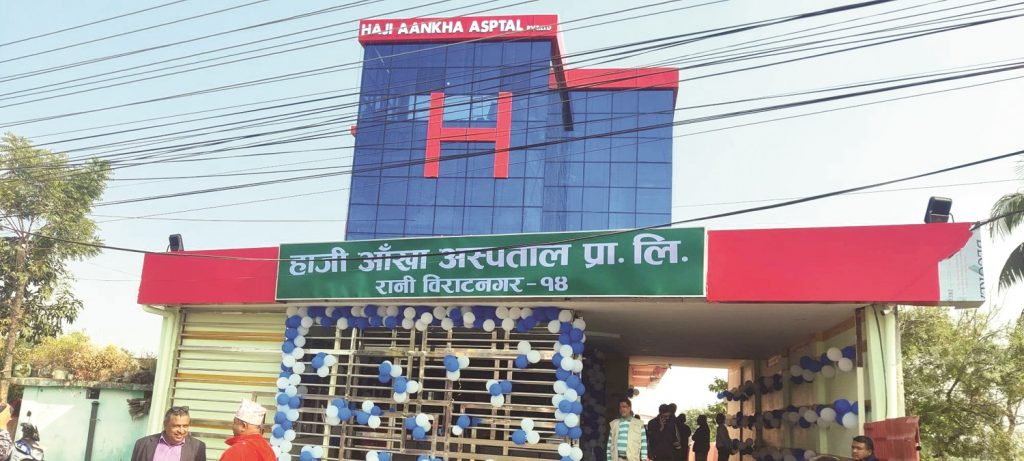 HAJI AANKHA ASPTAL
H
हाजी आँखा अस्पताल प्रा. लि.
रानी विराटनगर-१४